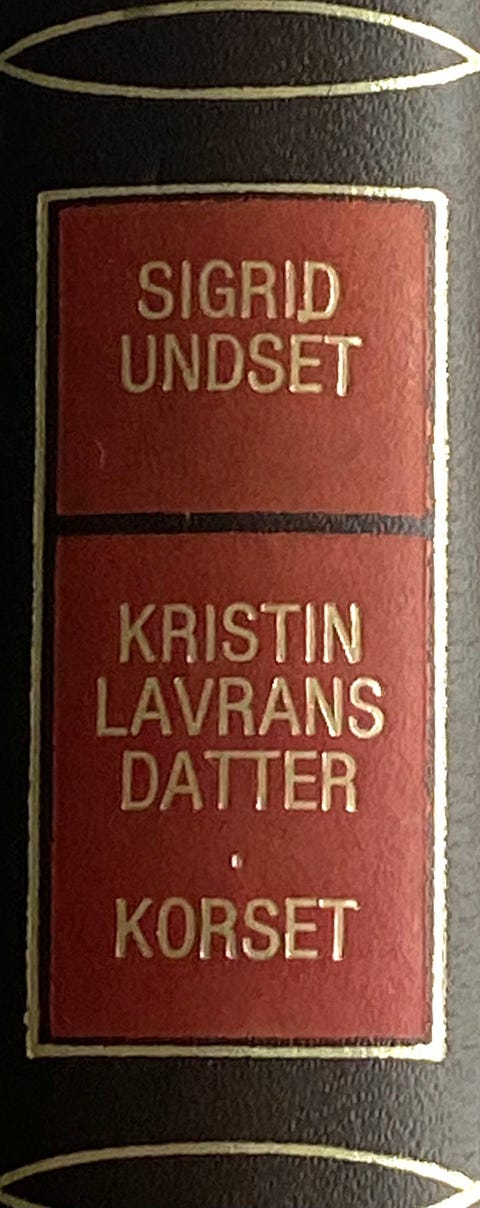 SIGRID
UNDSET
KRISTIN
LAVRANS
DATTER
·
KORSET